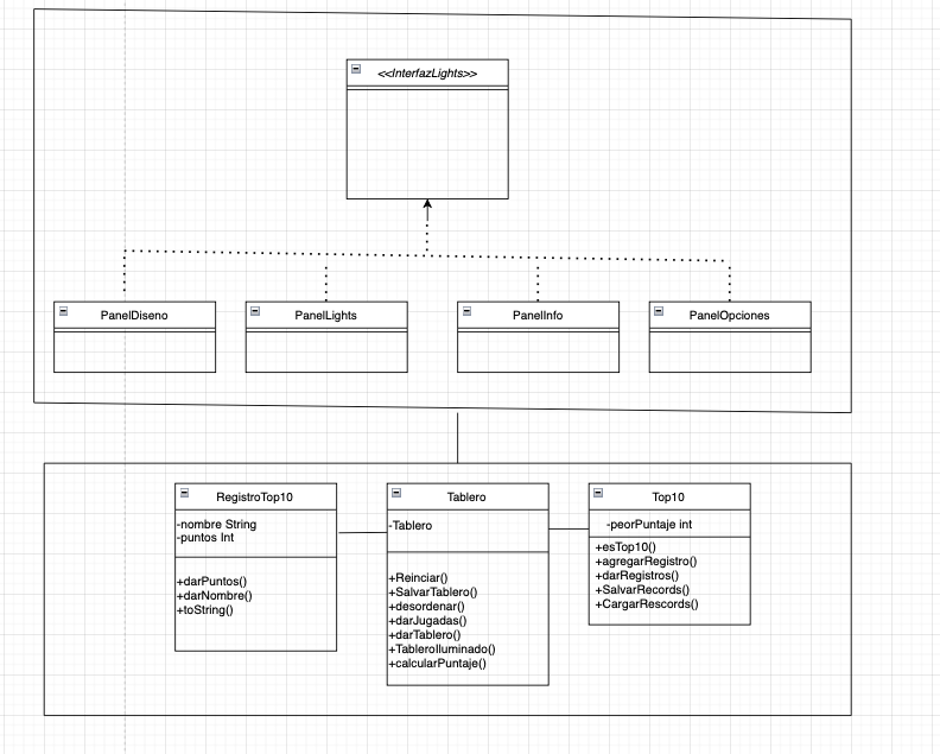 <<InterfazLights>>
PanelDiseno
PanelLights
PanelInfo
PanelOpciones
RegistroTop10
-nombre String
-puntos Int
+darPuntos()
+darNombre()
+toString()
Tablero
-Tablero
+Reinciar()
+SalvarTablero()
+desordenar()
+darJugadas()
+darTablero()
+TableroIluminado()
+calcularPuntaje()
Top10
-peorPuntaje int
+esTop10()
+agregarRegistro()
+darRegistros()
+SalvarRecords()
+CargarRescords()